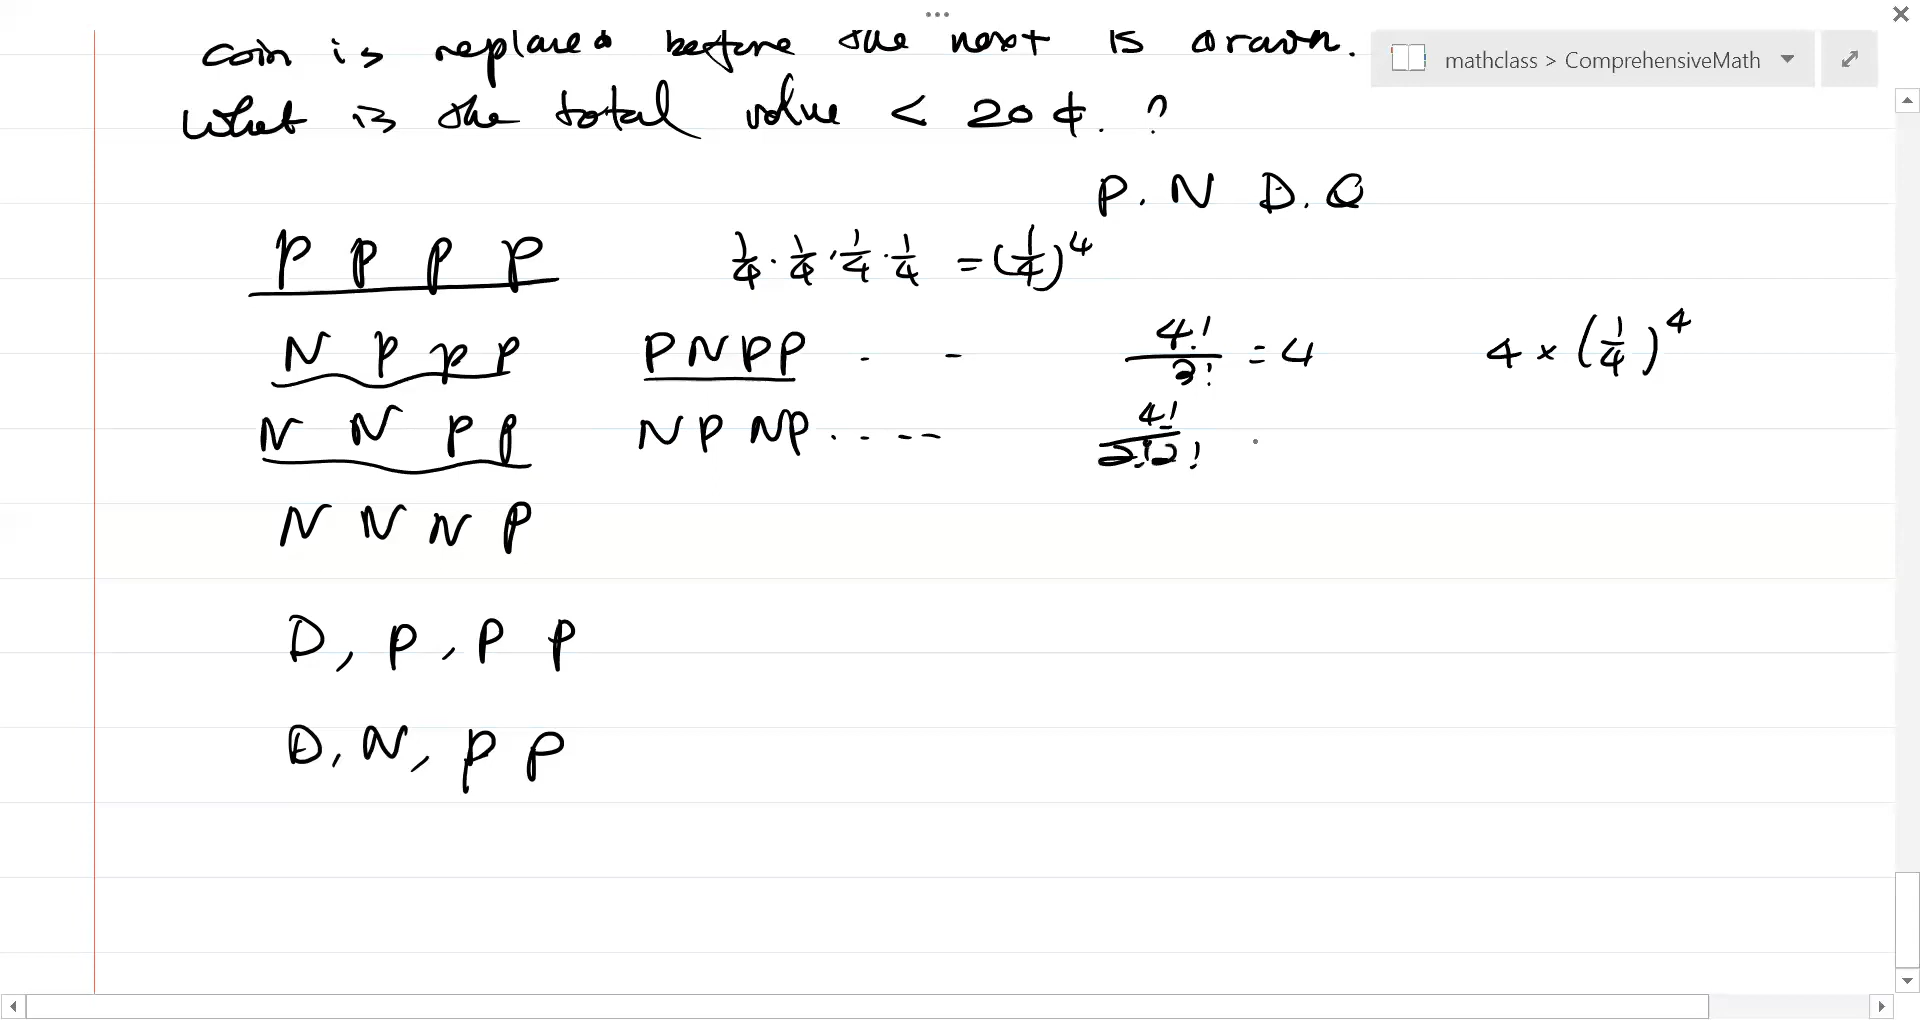 coin is replaced before the next is drawn.
mathclass > ComprehensiveMath
What is the total value < 20 ¢. ?
P. N D. Q
P P P P 1/4 · 1/4 · 1/4 · 1/4 = (1/4)^4
N P P P PNPP . - 4!/3! = 4 4 × (1/4)^4
N N P P NP NP . . - - 4!/2!2!
N N N P
D, P, P P
D, N, P P